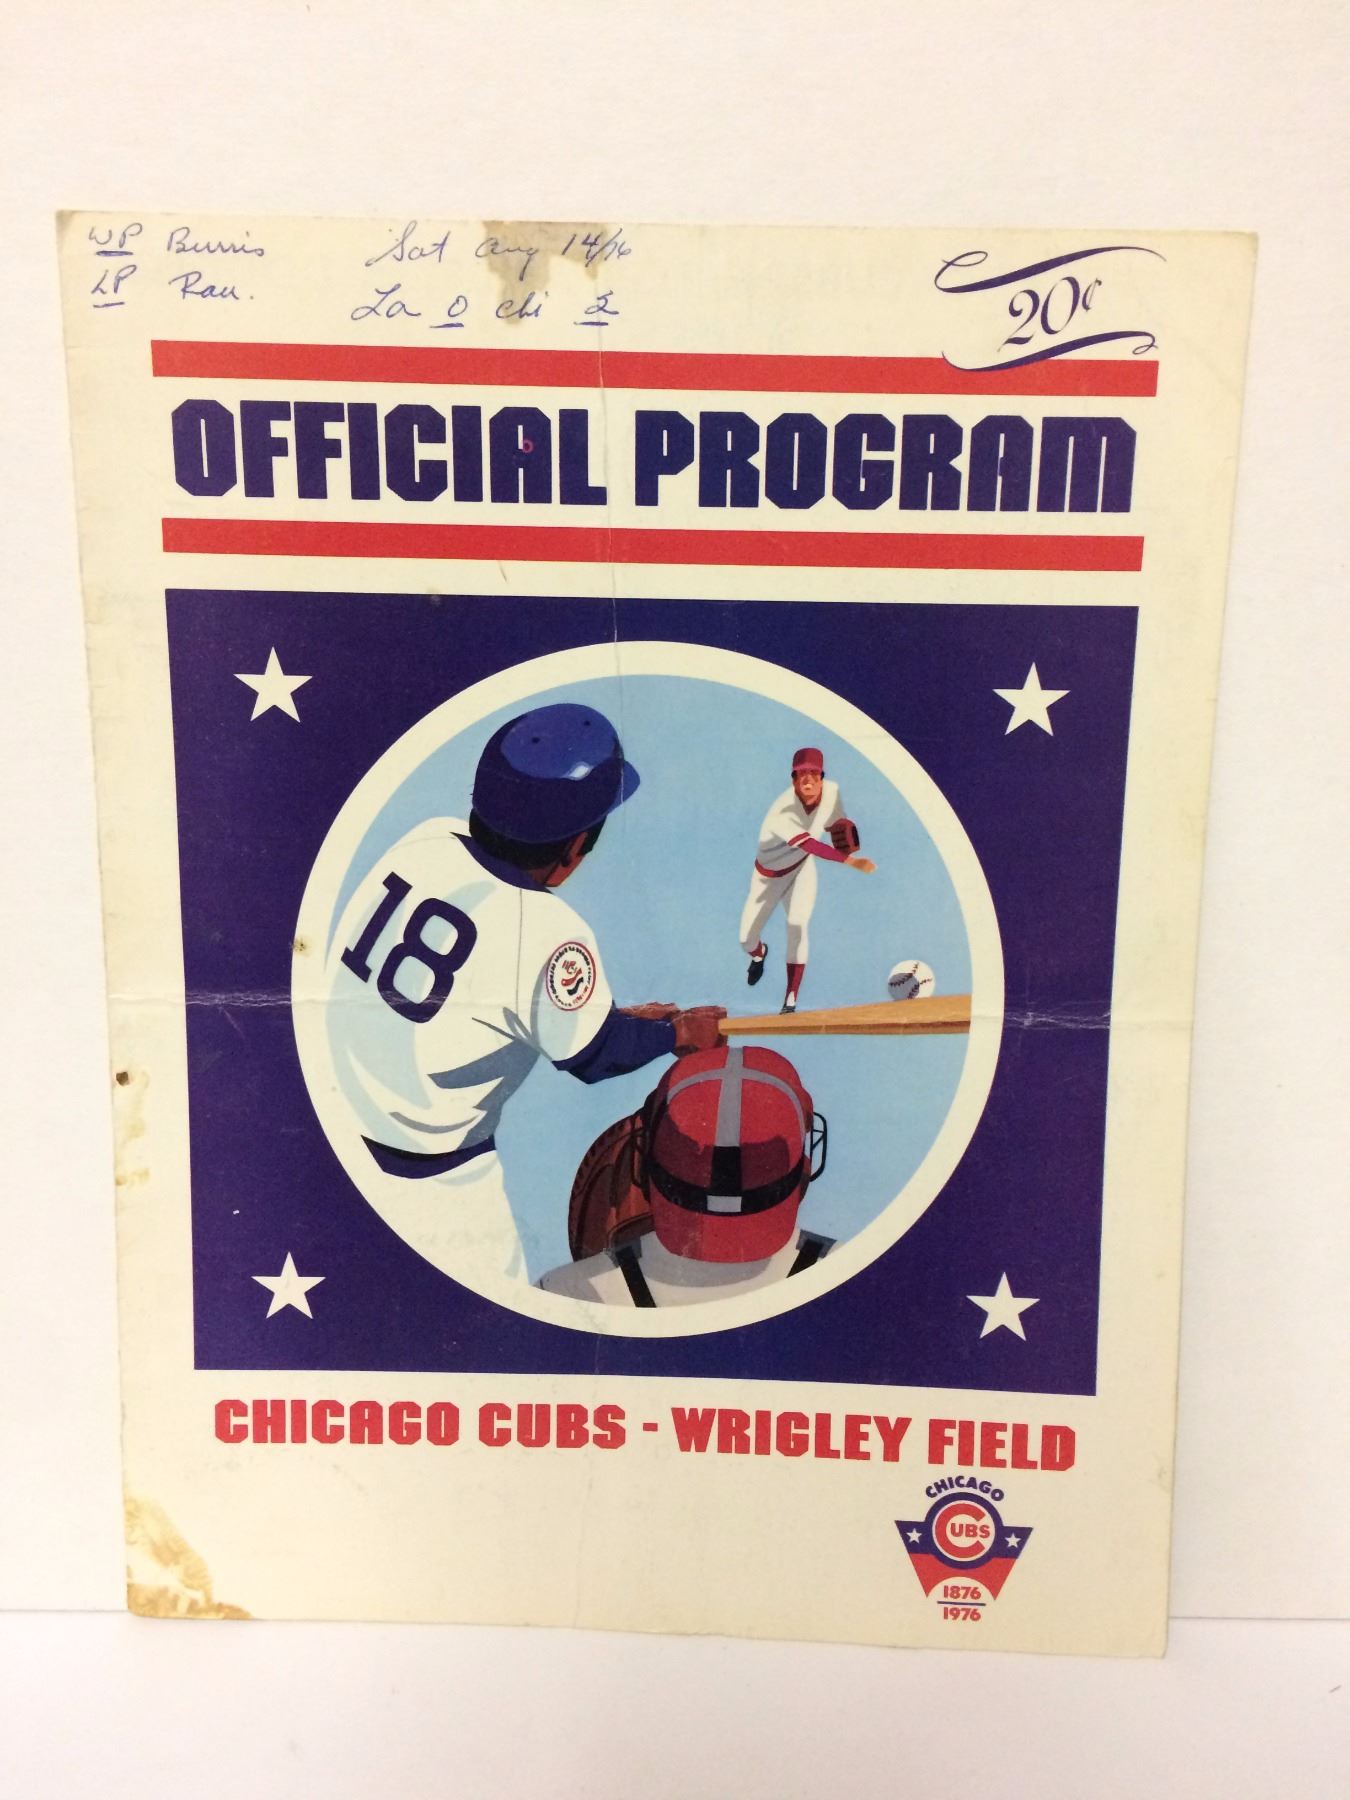 WP Burris
LP Rau.
Sat Aug 14/76
La 0 chi 2
20¢
OFFICIAL PROGRAM
18
CHICAGO CUBS - WRIGLEY FIELD
CHICAGO
CUBS
1876
1976